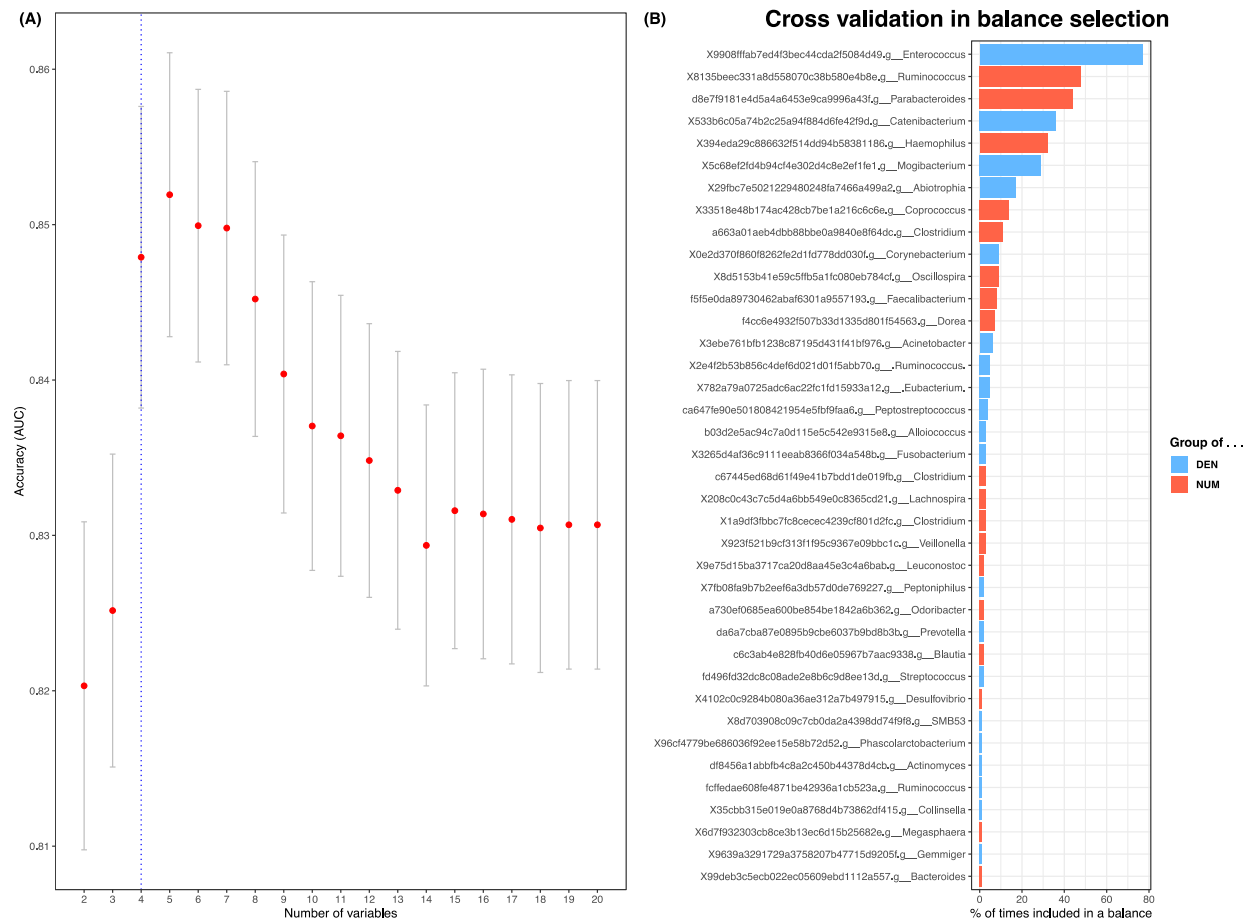 (A)
0.86
0.85
0.84
0.83
0.82
0.81
Accuracy (AUC)
2 3 4 5 6 7 8 9 10 11 12 13 14 15 16 17 18 19 20
Number of variables
(B)
Cross validation in balance selection
X9908fffab7ed4f3bec44cda2f5084d49.g__Enterococcus
X8135beec331a8d558070c38b580e4b8e.g__Ruminococcus
d8e7f9181e4d5a4a6453e9ca9996a43f.g__Parabacteroides
X533b6c05a74b2c25a94f884d6fe42f9d.g__Catenibacterium
X394eda29c886632f514dd94b58381186.g__Haemophilus
X5c68ef2fd4b94cf4e302d4c8e2ef1fe1.g__Mogibacterium
X29fbc7e5021229480248fa7466a499a2.g__Abiotrophia
X33518e48b174ac428cb7be1a216c6c6e.g__Coprococcus
a663a01aeb4dbb88bbe0a9840e8f64dc.g__Clostridium
X0e2d370f860f8262fe2d1fd778dd030f.g__Corynebacterium
X8d5153b41e59c5ffb5a1fc080eb784cf.g__Oscillospira
f5f5e0da89730462abaf6301a9557193.g__Faecalibacterium
f4cc6e4932f507b33d1335d801f54563.g__Dorea
X3ebe761bfb1238c87195d431f41bf976.g__Acinetobacter
X2e4f2b53b856c4def6d021d01f5abb70.g__.Ruminococcus.
X782a79a0725adc6ac22fc1fd15933a12.g__.Eubacterium.
ca647fe90e501808421954e5fbf9faa6.g__Peptostreptococcus
b03d2e5ac94c7a0d115e5c542e9315e8.g__Alloiococcus
X3265d4af36c9111eeab8366f034a548b.g__Fusobacterium
c67445ed68d61f49e41b7bdd1de019fb.g__Clostridium
X208c0c43c7c5d4a6bb549e0c8365cd21.g__Lachnospira
X1a9df3fbbc7fc8cecec4239cf801d2fc.g__Clostridium
X923f521b9cf313f1f95c9367e09bbc1c.g__Veillonella
X9e75d15ba3717ca20d8aa45e3c4a6bab.g__Leuconostoc
X7fb08fa9b7b2eef6a3db57d0de769227.g__Peptoniphilus
a730ef0685ea600be854be1842a6b362.g__Odoribacter
da6a7cba87e0895b9cbe6037b9bd8b3b.g__Prevotella
c6c3ab4e828fb40d6e05967b7aac9338.g__Blautia
fd496fd32dc8c08ade2e8b6c9d8ee13d.g__Streptococcus
X4102c0c9284b080a36ae312a7b497915.g__Desulfovibrio
X8d703908c09c7cb0da2a4398dd74f9f8.g__SMB53
X96cf4779be686036f92ee15e58b72d52.g__Phascolarctobacterium
df8456a1abbfb4c8a2c450b44378d4cb.g__Actinomyces
fcffedae608fe4871be42936a1cb523a.g__Ruminococcus
X35cbb315e019e0a8768d4b73862df415.g__Collinsella
X6d7f932303cb8ce3b13ec6d15b25682e.g__Megasphaera
X9639a3291729a3758207b47715d9205f.g__Gemmiger
X99deb3c5ecb022ec05609ebd1112a557.g__Bacteroides
0 20 40 60 80
% of times included in a balance
Group of . . .
DEN
NUM